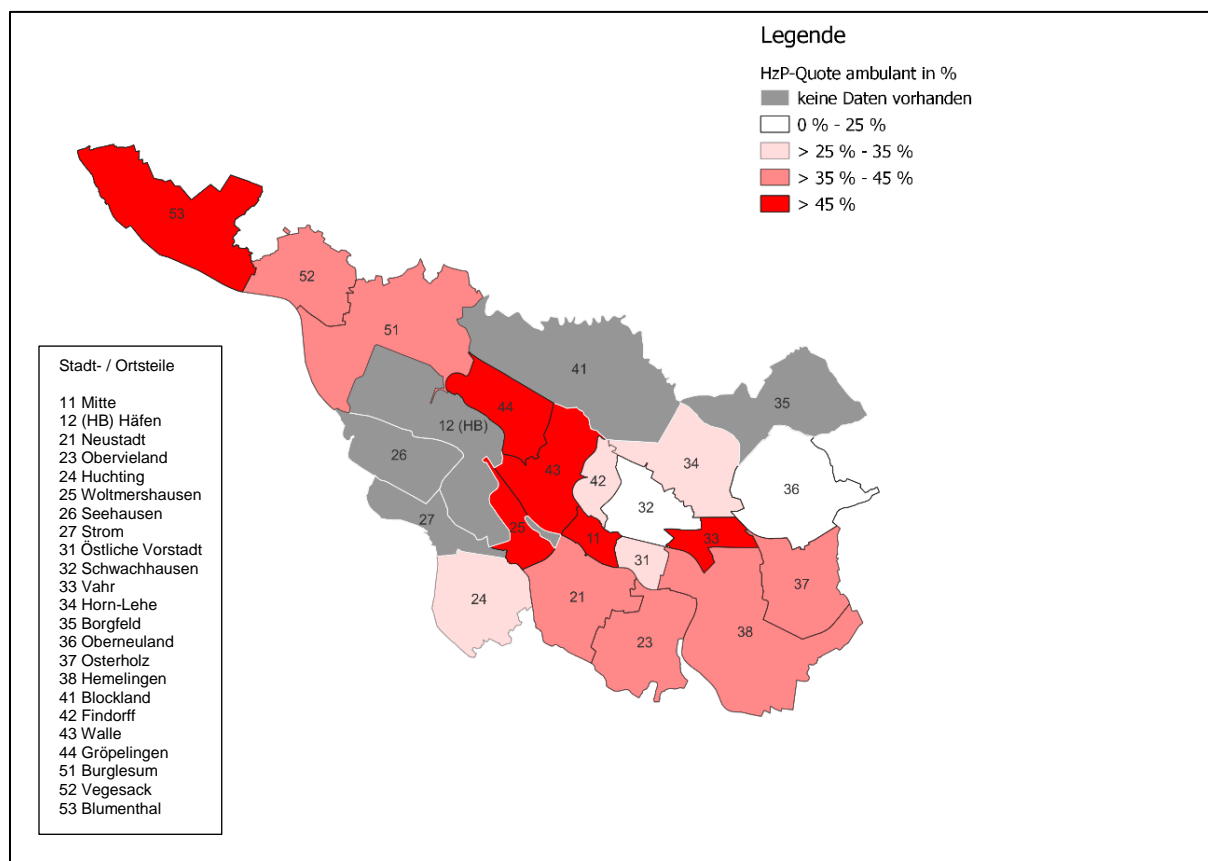 Legende
HzP-Quote ambulant in %
keine Daten vorhanden
0 % - 25 %
> 25 % - 35 %
> 35 % - 45 %
> 45 %
53
52
51
41
35
44
12 (HB)
26
43
42
34
36
32
27
25
11
33
31
37
24
21
23
38
Stadt- / Ortsteile
11 Mitte
12 (HB) Häfen
21 Neustadt
23 Obervieland
24 Huchting
25 Woltmershausen
26 Seehausen
27 Strom
31 Östliche Vorstadt
32 Schwachhausen
33 Vahr
34 Horn-Lehe
35 Borgfeld
36 Oberneuland
37 Osterholz
38 Hemelingen
41 Blockland
42 Findorff
43 Walle
44 Gröpelingen
51 Burglesum
52 Vegesack
53 Blumenthal